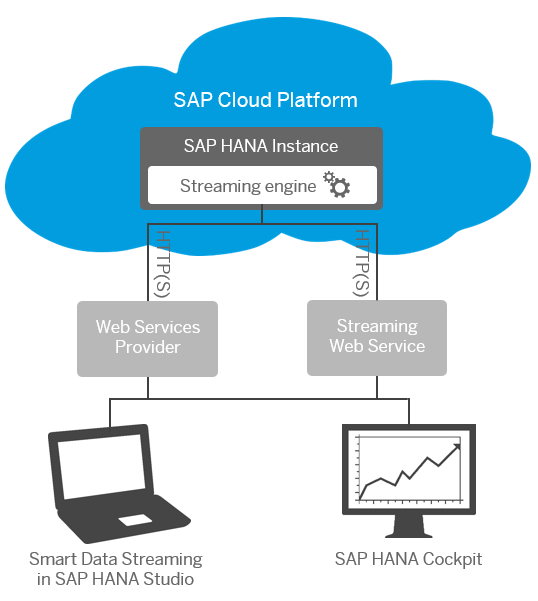 SAP Cloud Platform
SAP HANA Instance
Streaming engine
HTTP(S)
HTTP(S)
Web Services
Provider
Streaming
Web Service
Smart Data Streaming
in SAP HANA Studio
SAP HANA Cockpit